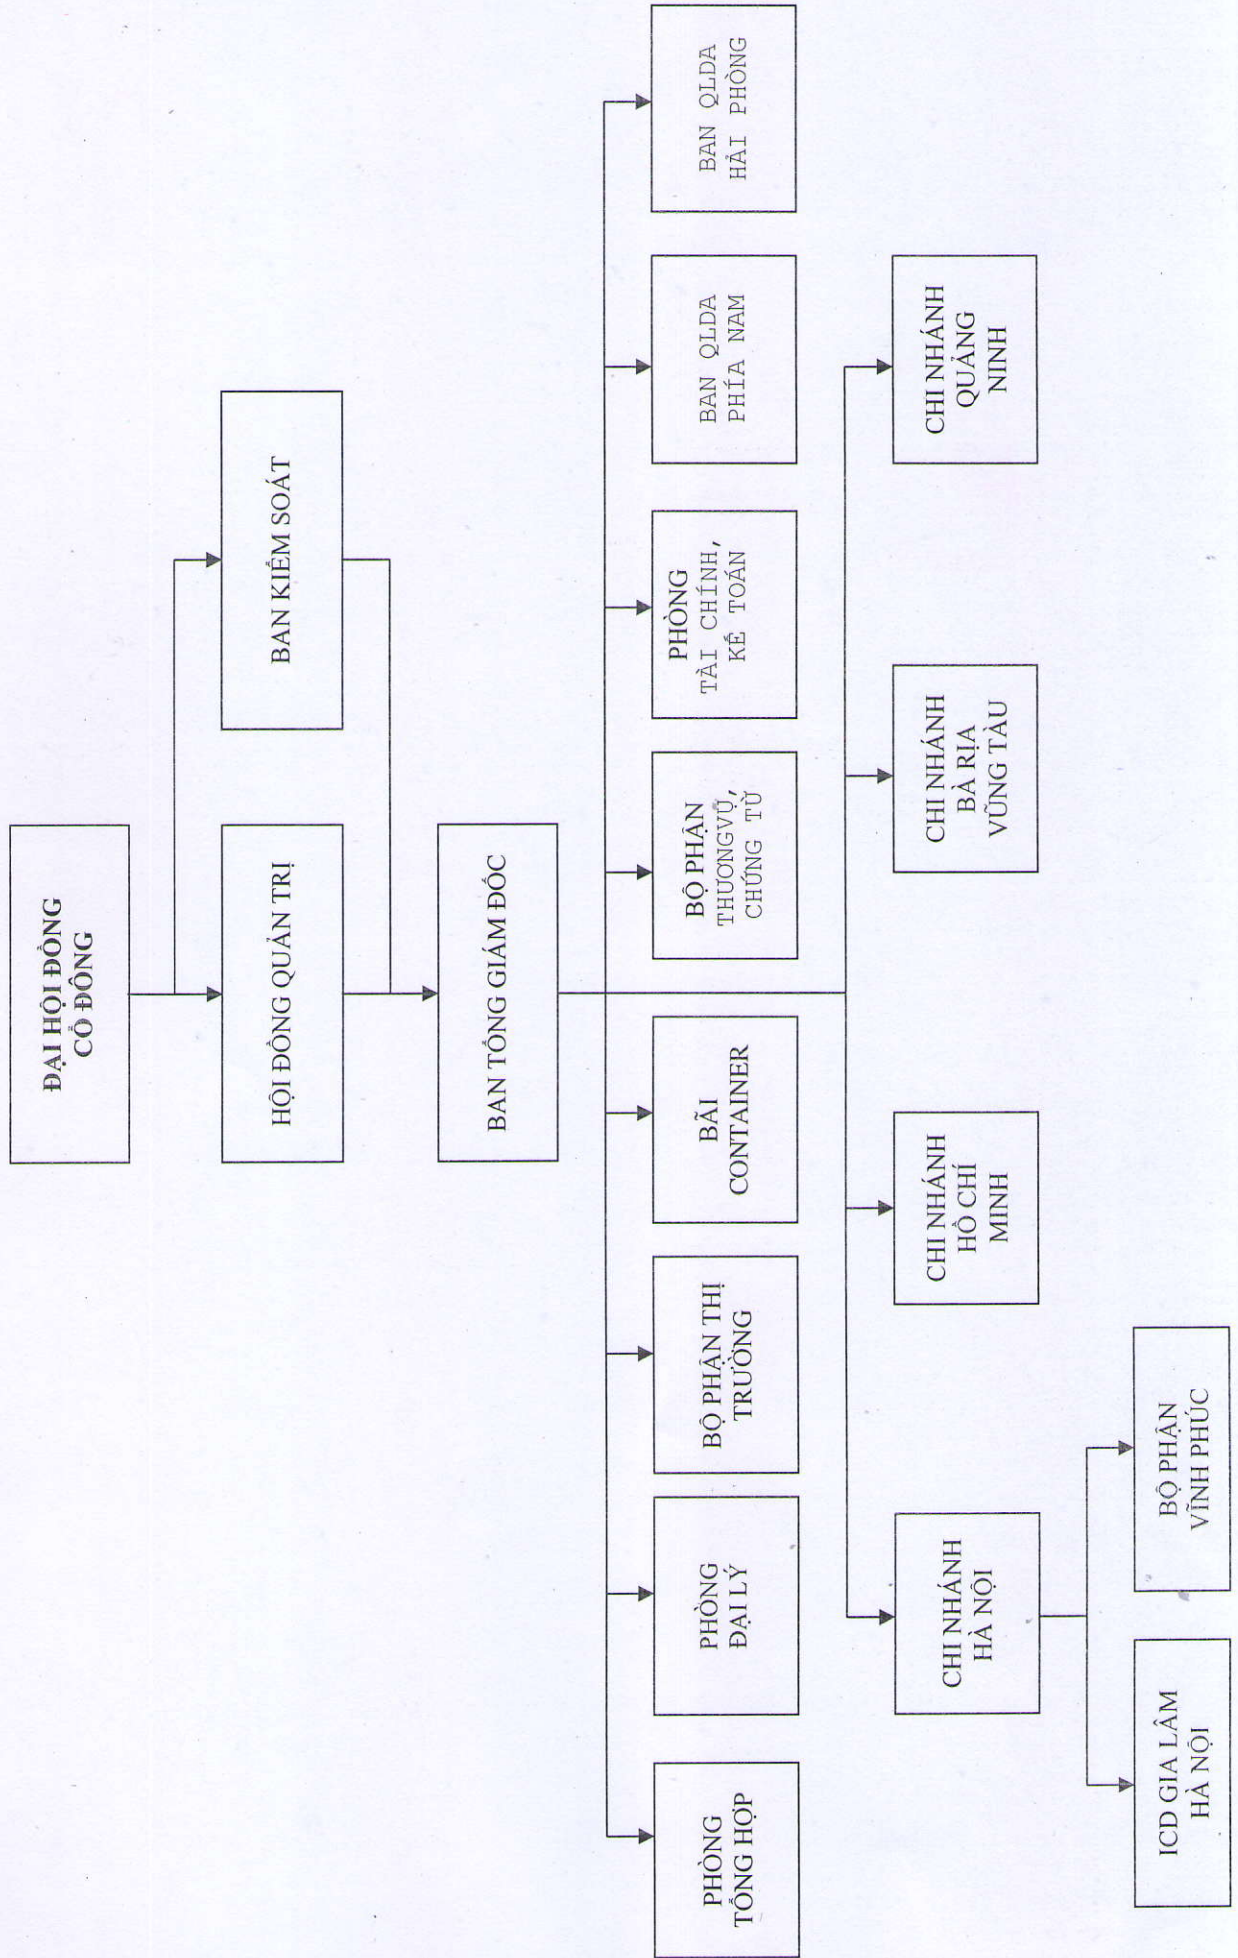 ĐẠI HỘI ĐỒNG
CỔ ĐÔNG
HỘI ĐỒNG QUẢN TRỊ
BAN KIỂM SOÁT
BAN TỔNG GIÁM ĐỐC
PHÒNG
TỔNG HỢP
PHÒNG
ĐẠI LÝ
BỘ PHẬN THỊ
TRƯỜNG
BÃI
CONTAINER
BỘ PHẬN
THƯƠNGVỤ,
CHỨNG TỪ
PHÒNG
TÀI CHÍNH,
KẾ TOÁN
BAN QLDA
PHÍA NAM
BAN QLDA
HẢI PHÒNG
CHI NHÁNH
HÀ NỘI
CHI NHÁNH
HỒ CHÍ
MINH
CHI NHÁNH
BÀ RỊA
VŨNG TÀU
CHI NHÁNH
QUẢNG
NINH
ICD GIA LÂM
HÀ NỘI
BỘ PHẬN
VĨNH PHÚC